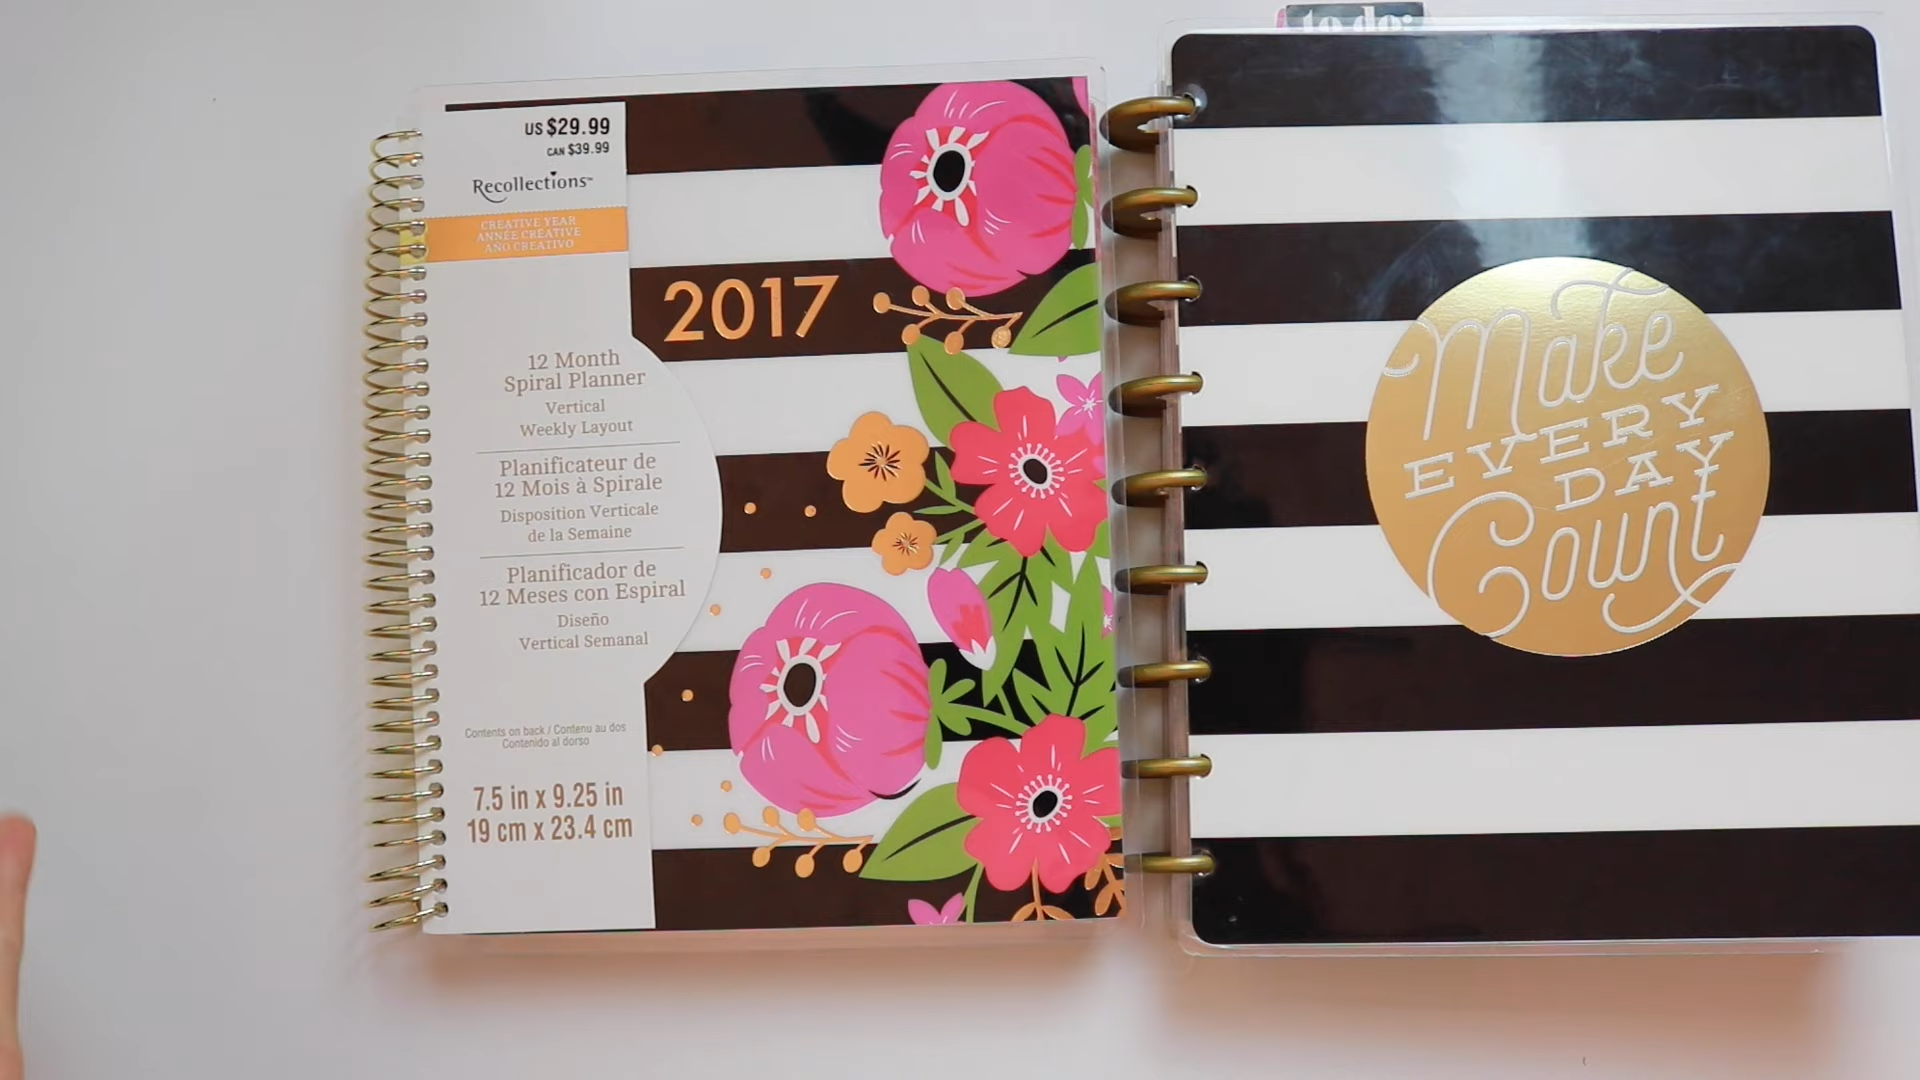 US $29.99
CAN $39.99
Recollections™
CREATIVE YEAR
ANNÉE CRÉATIVE
AÑO CREATIVO
2017
12 Month
Spiral Planner
Vertical
Weekly Layout
Planificateur de
12 Mois à Spirale
Disposition Verticale
de la Semaine
Planificador de
12 Meses con Espiral
Diseño
Vertical Semanal
Contents on back / Contenu au dos
Contenido al dorso
7.5 in x 9.25 in
19 cm x 23.4 cm
to do:
Make
EVERY
DAY
Count